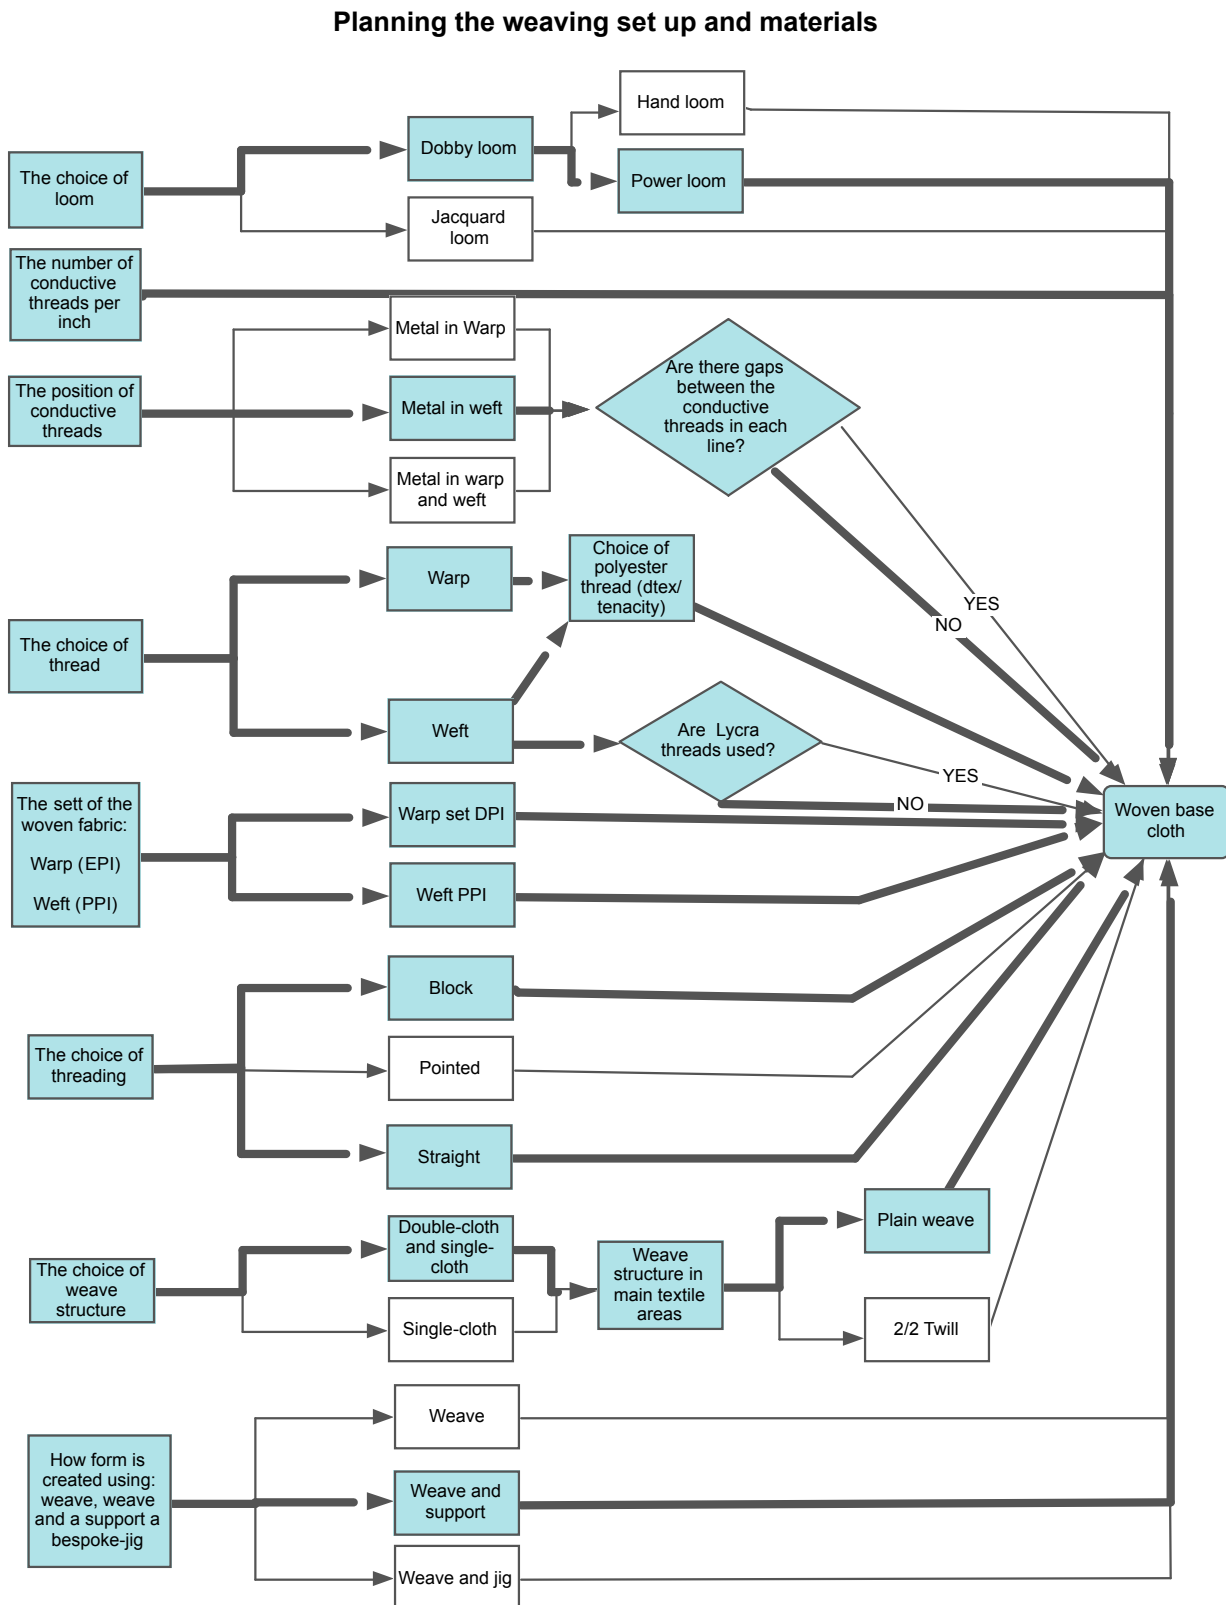 Planning the weaving set up and materials
Hand loom
Dobby loom
Power loom
The choice of
loom
Jacquard
loom
The number of
conductive
threads per
inch
Metal in Warp
Are there gaps
between the
conductive
threads in each
line?
The position of
conductive
threads
Metal in weft
Metal in warp
and weft
Choice of
polyester
thread (dtex/
tenacity)
Warp
YES
NO
The choice of
thread
Weft
Are  Lycra
threads used?
YES
NO
The sett of the
woven fabric:
Warp (EPI)
Weft (PPI)
Warp set DPI
Woven base
cloth
Weft PPI
Block
The choice of
threading
Pointed
Straight
Plain weave
Double-cloth
and single-
cloth
Weave
structure in
main textile
areas
The choice of
weave
structure
Single-cloth
2/2 Twill
Weave
How form is
created using:
weave, weave
and a support a
bespoke-jig
Weave and
support
Weave and jig